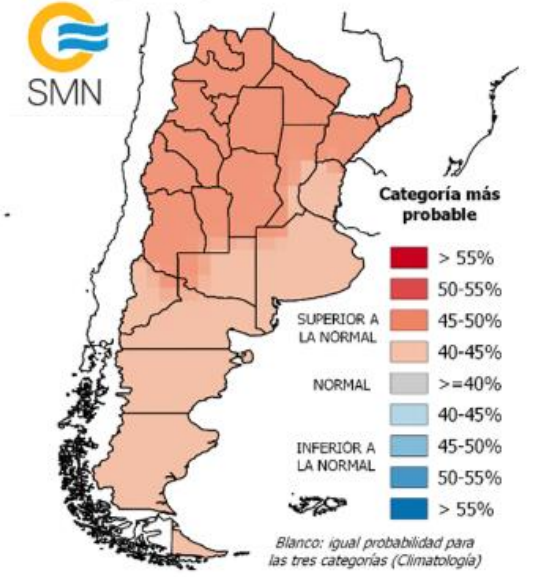 SMN
Categoría más
probable
> 55%
50-55%
SUPERIOR A
LA NORMAL
45-50%
40-45%
NORMAL
>=40%
40-45%
INFERIOR A
LA NORMAL
45-50%
50-55%
> 55%
Blanco: igual probabilidad para
las tres categorías (Climatología)